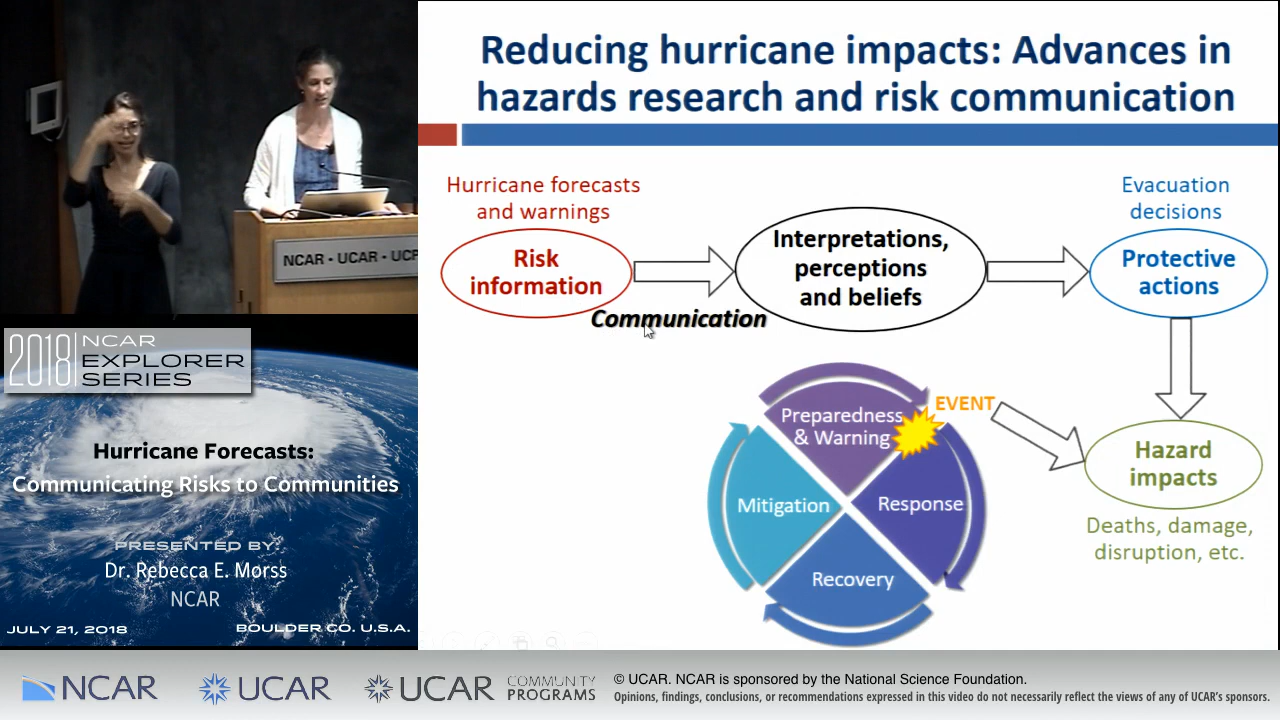 Reducing hurricane impacts: Advances in
hazards research and risk communication
Hurricane forecasts
and warnings
Risk
information
Communication
Interpretations,
perceptions
and beliefs
Evacuation
decisions
Protective
actions
Preparedness
& Warning
EVENT
Mitigation
Response
Recovery
Hazard
impacts
Deaths, damage,
disruption, etc.
NCAR • UCAR • UCP
2018
NCAR
EXPLORER
SERIES
Hurricane Forecasts:
Communicating Risks to Communities
PRESENTED BY:
Dr. Rebecca E. Morss
NCAR
JULY 21, 2018
BOULDER CO. U.S.A.
NCAR
UCAR
UCAR
COMMUNITY
PROGRAMS
© UCAR. NCAR is sponsored by the National Science Foundation.
Opinions, findings, conclusions, or recommendations expressed in this video do not necessarily reflect the views of any of UCAR's sponsors.